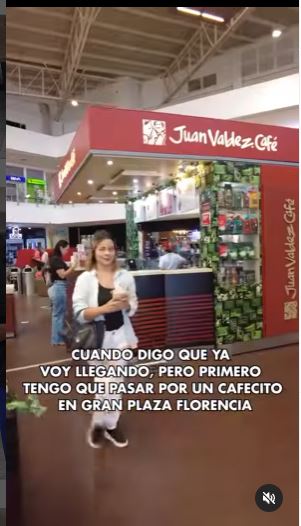 Juan Valdez Café
Juan Valdez Café
CUANDO DIGO QUE YA
VOY LLEGANDO, PERO PRIMERO
TENGO QUE PASAR POR UN CAFECITO
EN GRAN PLAZA FLORENCIA